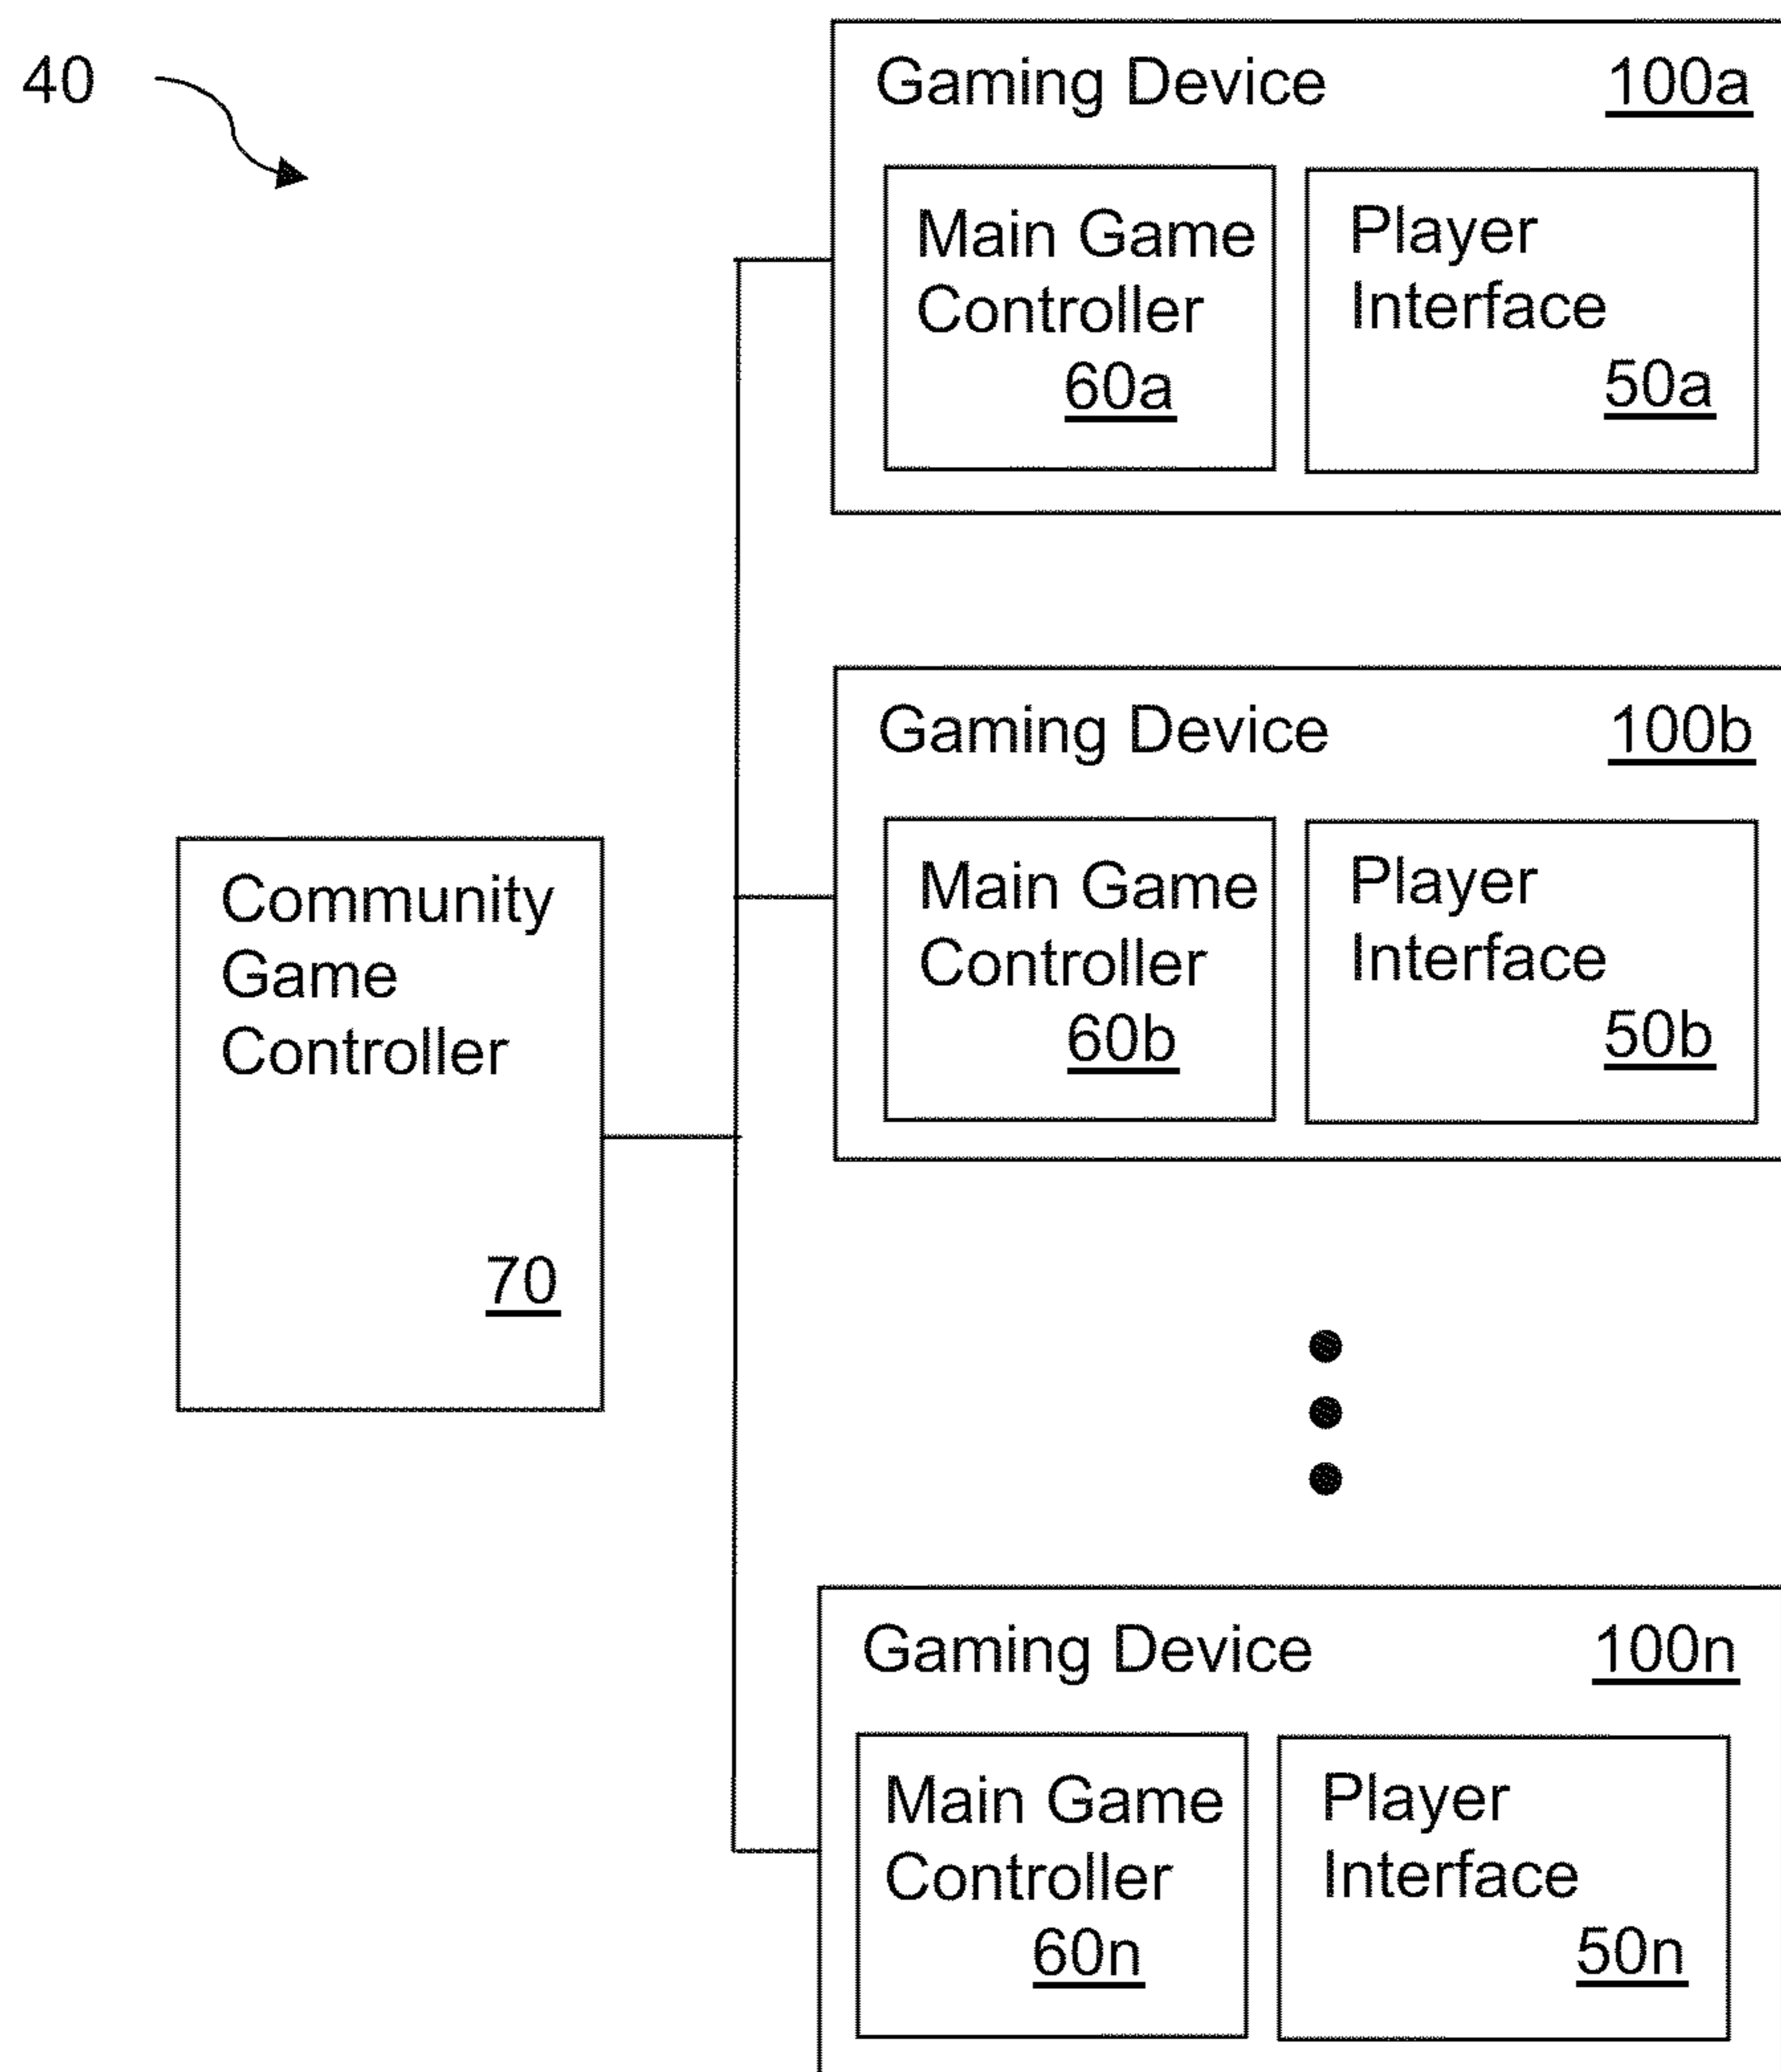 40
Gaming Device 100a
Main Game
Controller
60a
Player
Interface
50a
Gaming Device 100b
Main Game
Controller
60b
Player
Interface
50b
Community
Game
Controller
70
Gaming Device 100n
Main Game
Controller
60n
Player
Interface
50n